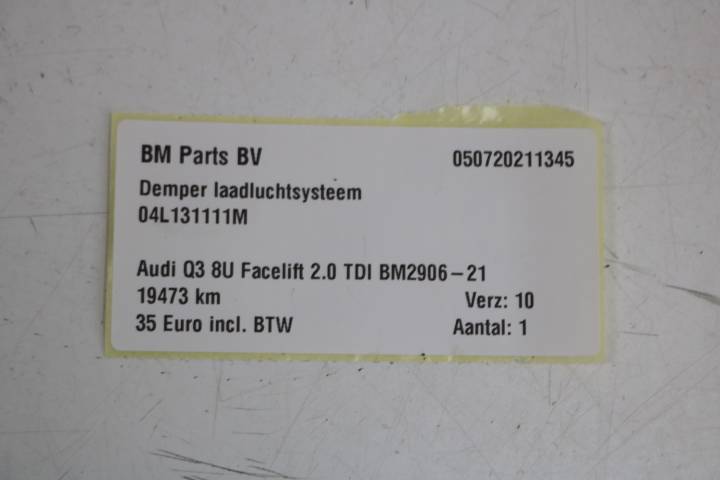 BM Parts BV 050720211345
Demper laadluchtsysteem
04L131111M
Audi Q3 8U Facelift 2.0 TDI BM2906-21
19473 km Verz: 10
35 Euro incl. BTW Aantal: 1